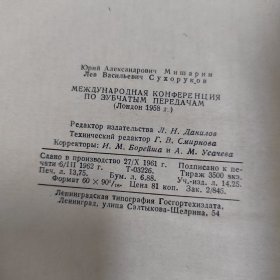 Юрий Александрович Мишарин
Лев Васильевич Сухоруков
МЕЖДУНАРОДНАЯ КОНФЕРЕНЦИЯ
ПО ЗУБЧАТЫМ ПЕРЕДАЧАМ
(Лондон 1958 г.)
Редактор издательства Л. Н. Данилов
Технический редактор Г. В. Смирнова
Корректоры: И. М. Борейша и А. М. Усачева
Сдано в производство 27/X 1961 г. Подписано к пе-
чати 6/III 1962 г. Т-03226. Тираж 3500 экз.
Печ. л. 13,75. Бум. л. 6,88. Уч.-изд. л. 14,25.
Формат 60 × 90¹/₁₆. Цена 81 коп. Зак. 2/845.
Ленинградская типография Госгортехиздата.
Ленинград, улица Салтыкова-Щедрина, 54